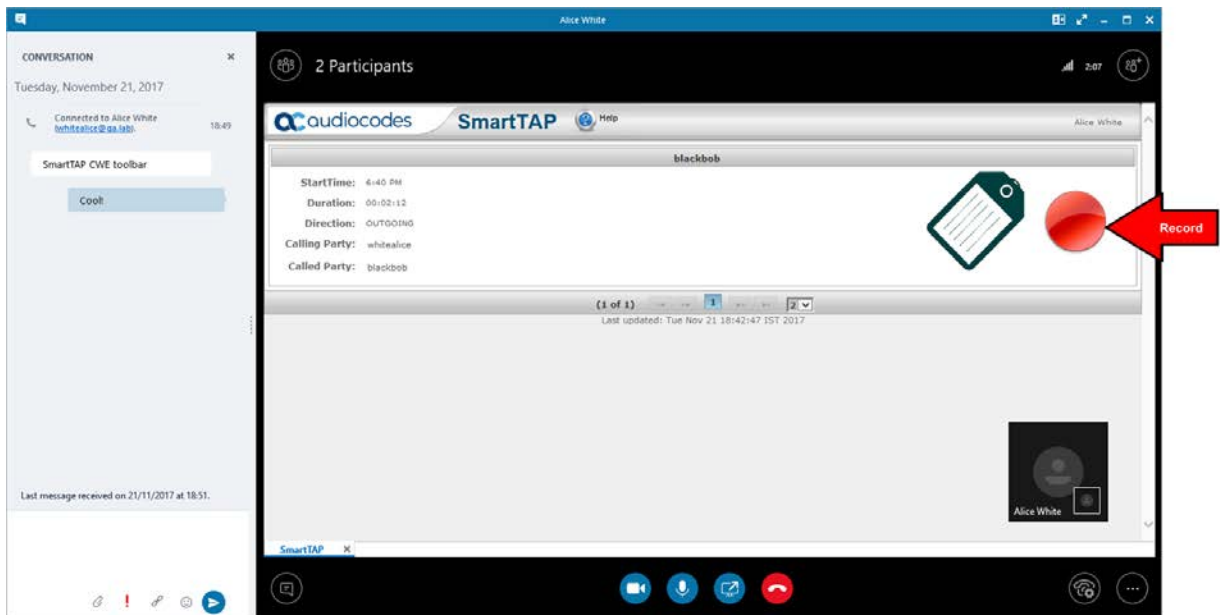 Alice White
CONVERSATION
Tuesday, November 21, 2017
Connected to Alice White
(whitealice@qa.lab).
18:49
SmartTAP CWE toolbar
Cool!
Last message received on 21/11/2017 at 18:51.
2 Participants
2:07
audiocodes SmartTAP Help
Alice White
blackbob
StartTime: 6:40 PM
Duration: 00:02:12
Direction: OUTGOING
Calling Party: whitealice
Called Party: blackbob
Record
(1 of 1) 1 2
Last updated: Tue Nov 21 18:42:47 IST 2017
Alice White
SmartTAP